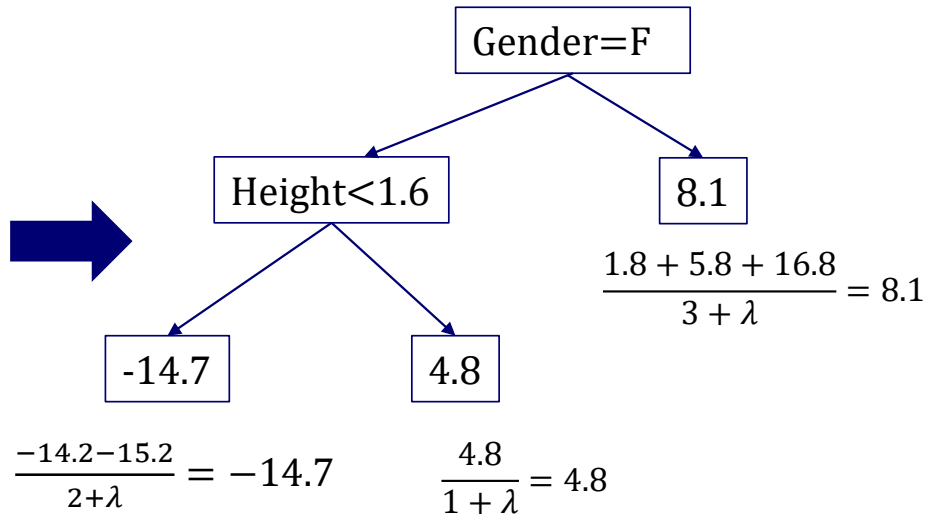 Gender=F
Height<1.6
8.1
1.8 + 5.8 + 16.8
3 + λ
= 8.1
-14.7
4.8
−14.2−15.2
2+λ
= −14.7
4.8
1 + λ
= 4.8